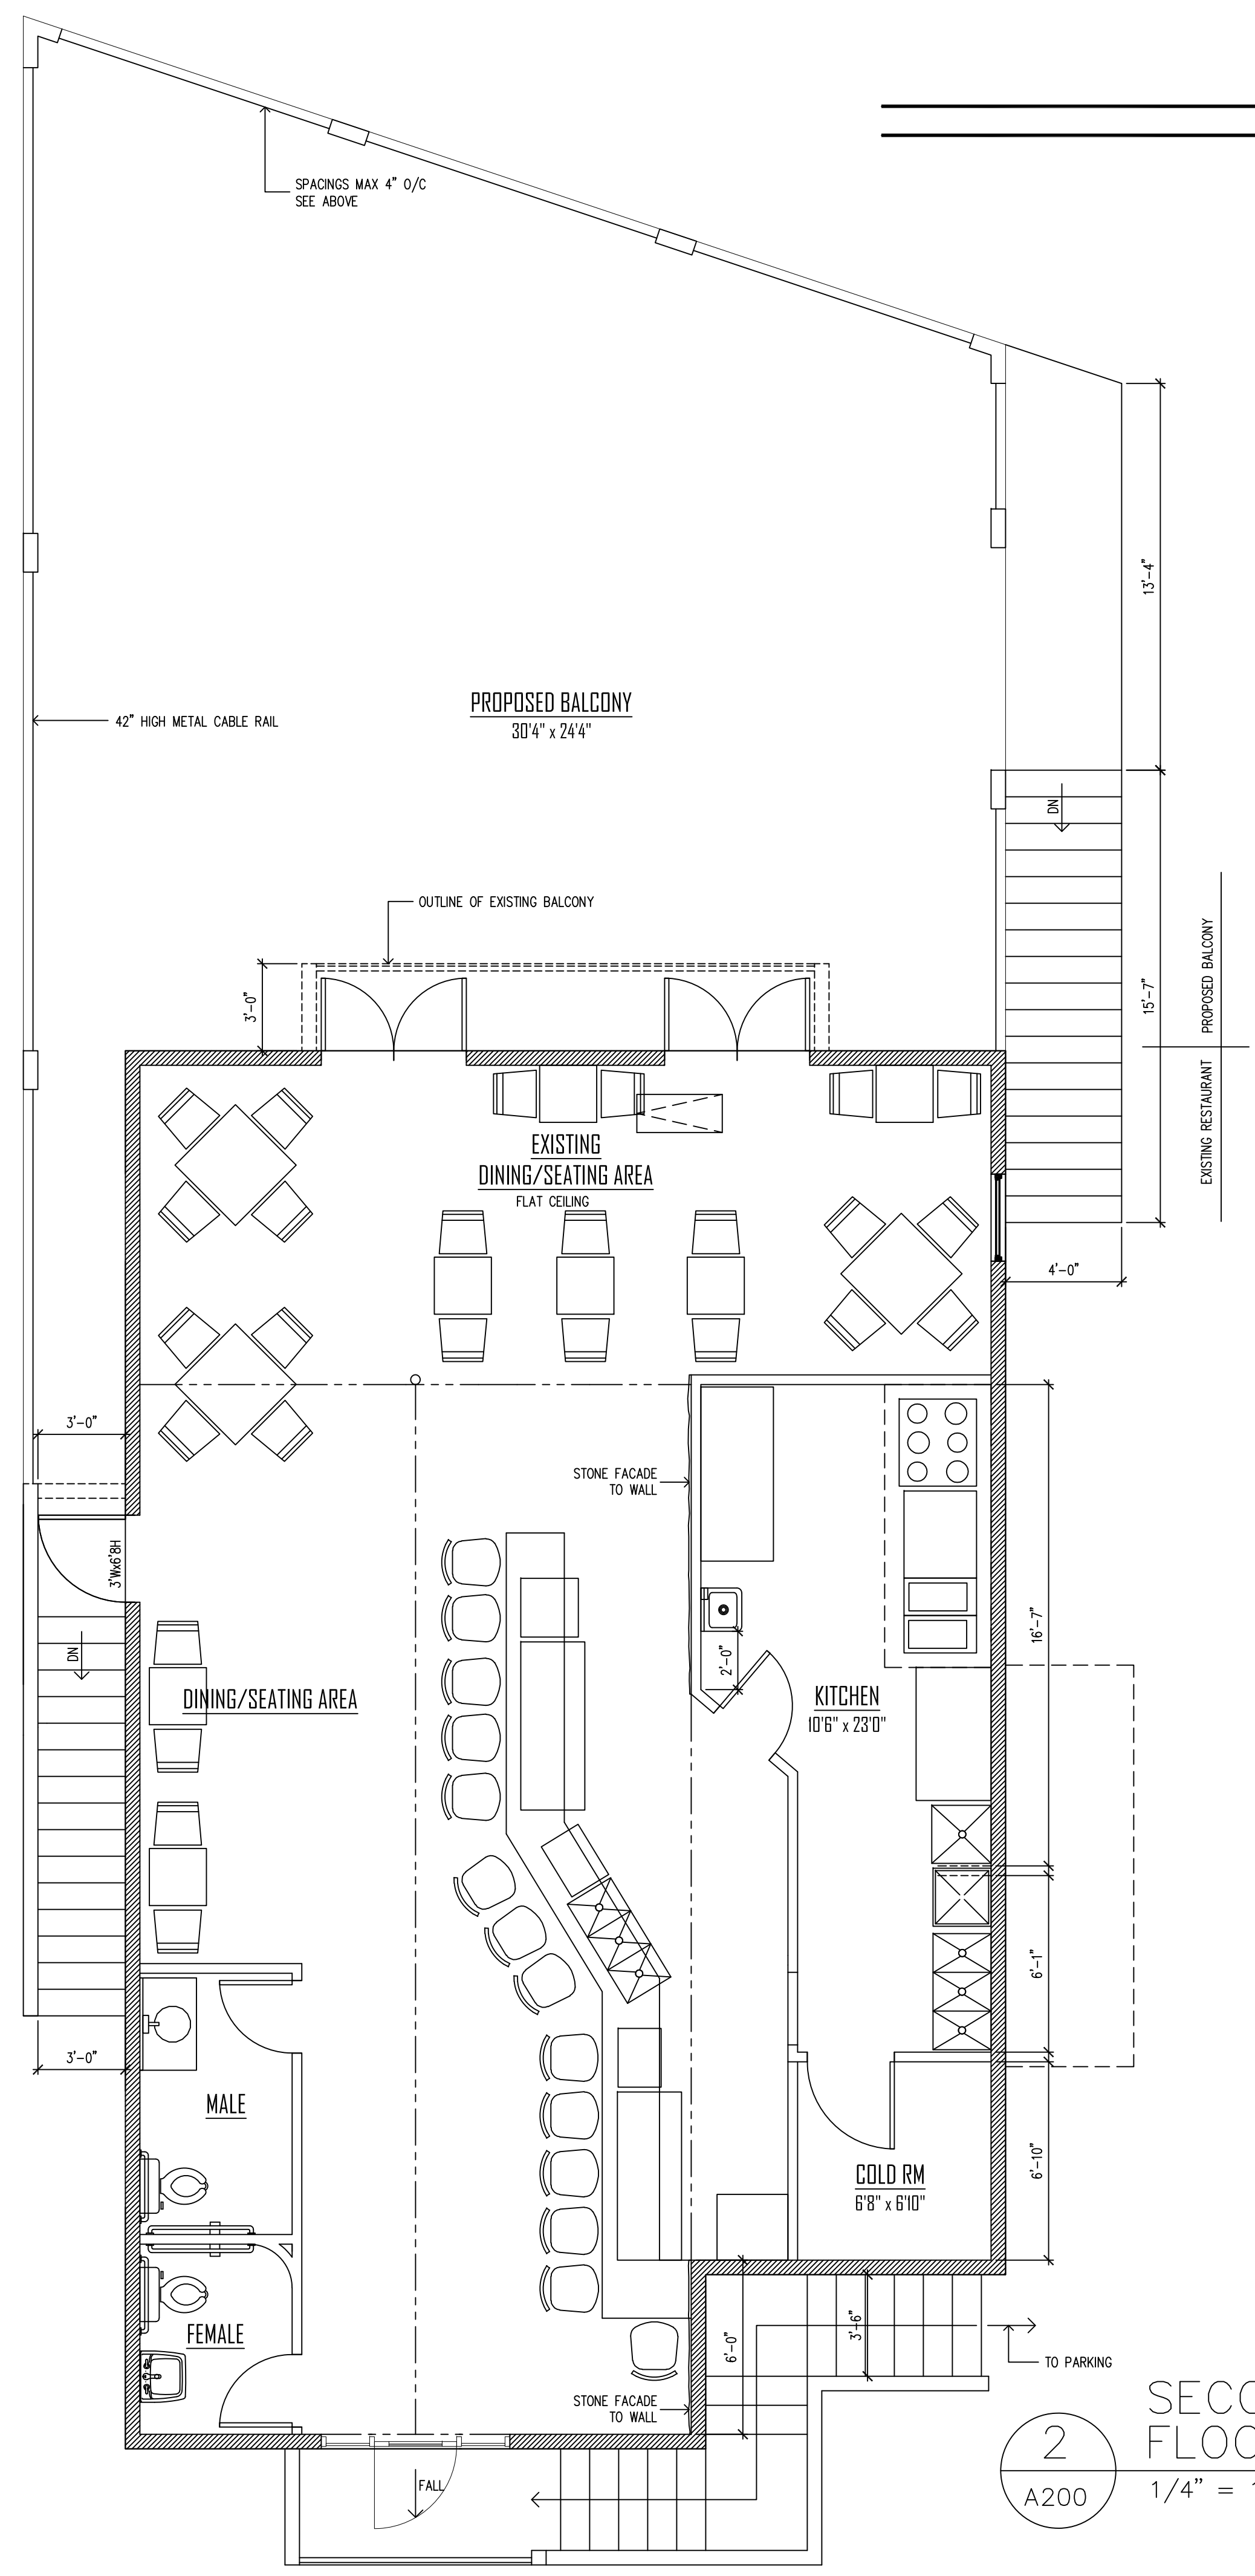 SPACINGS MAX 4" O/C
SEE ABOVE
13'-4"
PROPOSED BALCONY
30'4" x 24'4"
42" HIGH METAL CABLE RAIL
DN
OUTLINE OF EXISTING BALCONY
3'-0"
15'-7"
PROPOSED BALCONY
EXISTING RESTAURANT
EXISTING
DINING/SEATING AREA
FLAT CEILING
4'-0"
3'-0"
STONE FACADE
TO WALL
3'Wx6'8H
DN
2'-0"
16'-7"
DINING/SEATING AREA
KITCHEN
10'6" x 23'0"
6'-1"
3'-0"
MALE
COLD RM
6'8" x 6'10"
6'-10"
FEMALE
6'-0"
3'-6"
TO PARKING
STONE FACADE
TO WALL
FALL
2
A200
SECO
FLOO
1/4" = 1